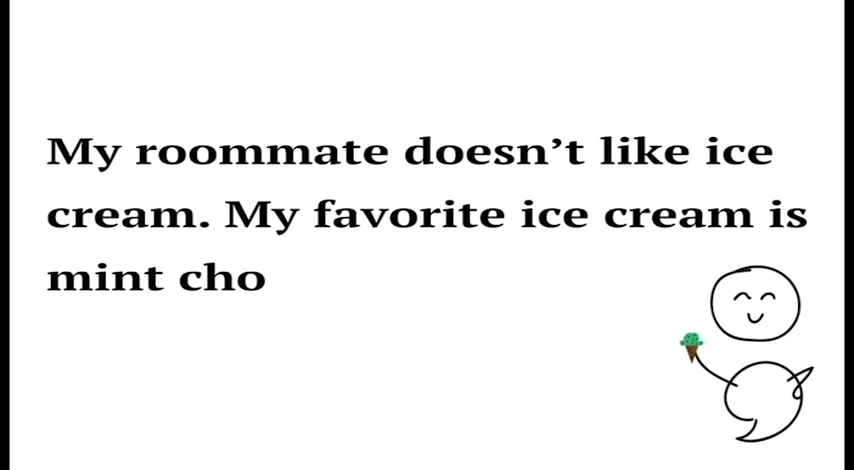 My roommate doesn’t like ice
cream. My favorite ice cream is
mint cho